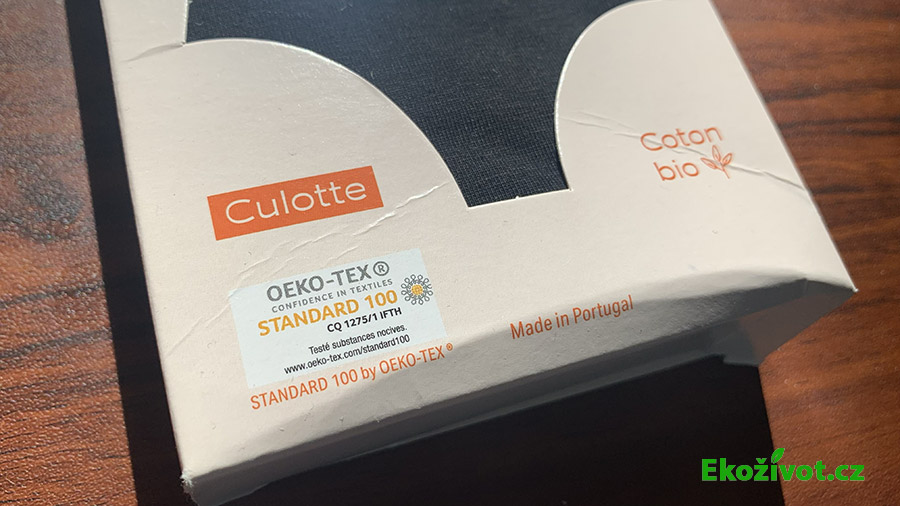 Coton
bio
Culotte
OEKO-TEX®
CONFIDENCE IN TEXTILES
STANDARD 100
CQ 1275/1 IFTH
Testé substances nocives.
www.oeko-tex.com/standard100
STANDARD 100 by OEKO-TEX®
Made in Portugal
Ekoživot.cz